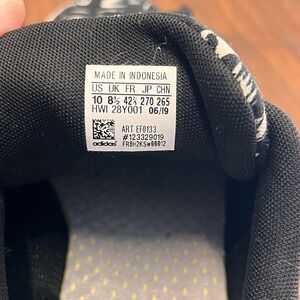 MADE IN INDONESIA
US UK FR JP CHN
10 8½ 42⅔ 270 265
HWI 28Y001 06/19
ART EF0133
#123329019
adidas